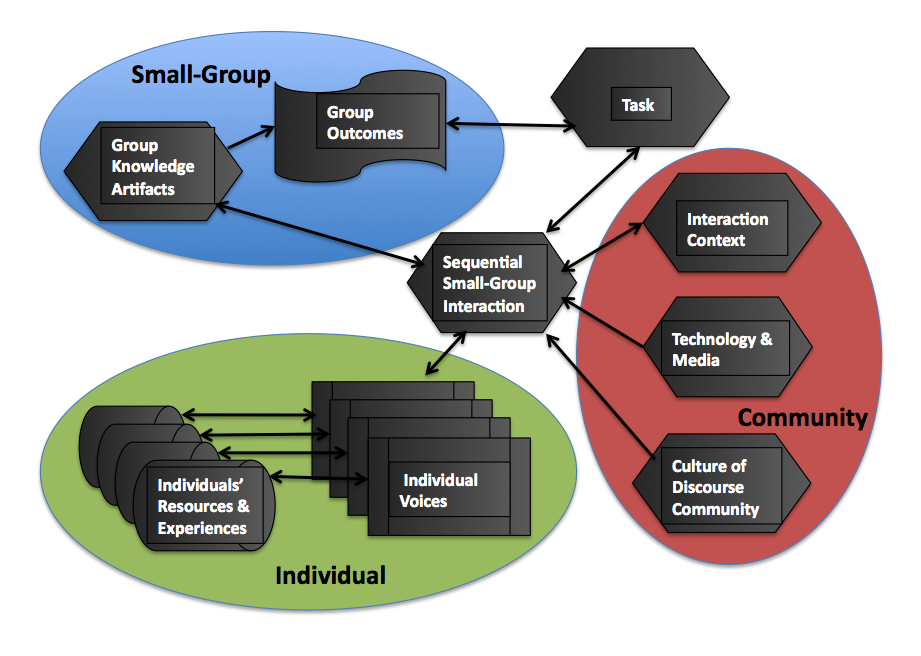 Small-Group
Group
Outcomes
Task
Group
Knowledge
Artifacts
Interaction
Context
Sequential
Small-Group
Interaction
Technology &
Media
Community
Culture of
Discourse
Community
Individuals’
Resources &
Experiences
Individual
Voices
Individual